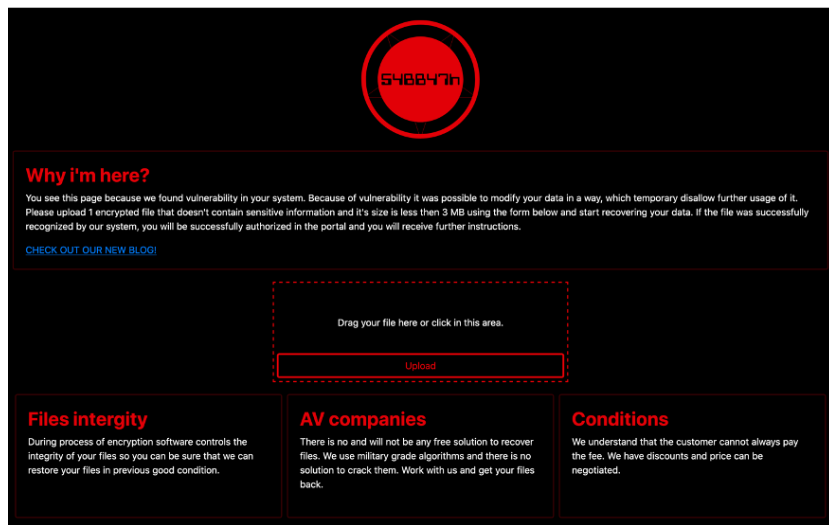 54BB47h
Why i'm here?
You see this page because we found vulnerability in your system. Because of vulnerability it was possible to modify your data in a way, which temporary disallow further usage of it.
Please upload 1 encrypted file that doesn't contain sensitive information and it's size is less then 3 MB using the form below and start recovering your data. If the file was successfully
recognized by our system, you will be successfully authorized in the portal and you will receive further instructions.
CHECK OUT OUR NEW BLOG!
Drag your file here or click in this area.
Upload
Files intergity
During process of encryption software controls the
integrity of your files so you can be sure that we can
restore your files in previous good condition.
AV companies
There is no and will not be any free solution to recover
files. We use military grade algorithms and there is no
solution to crack them. Work with us and get your files
back.
Conditions
We understand that the customer cannot always pay
the fee. We have discounts and price can be
negotiated.